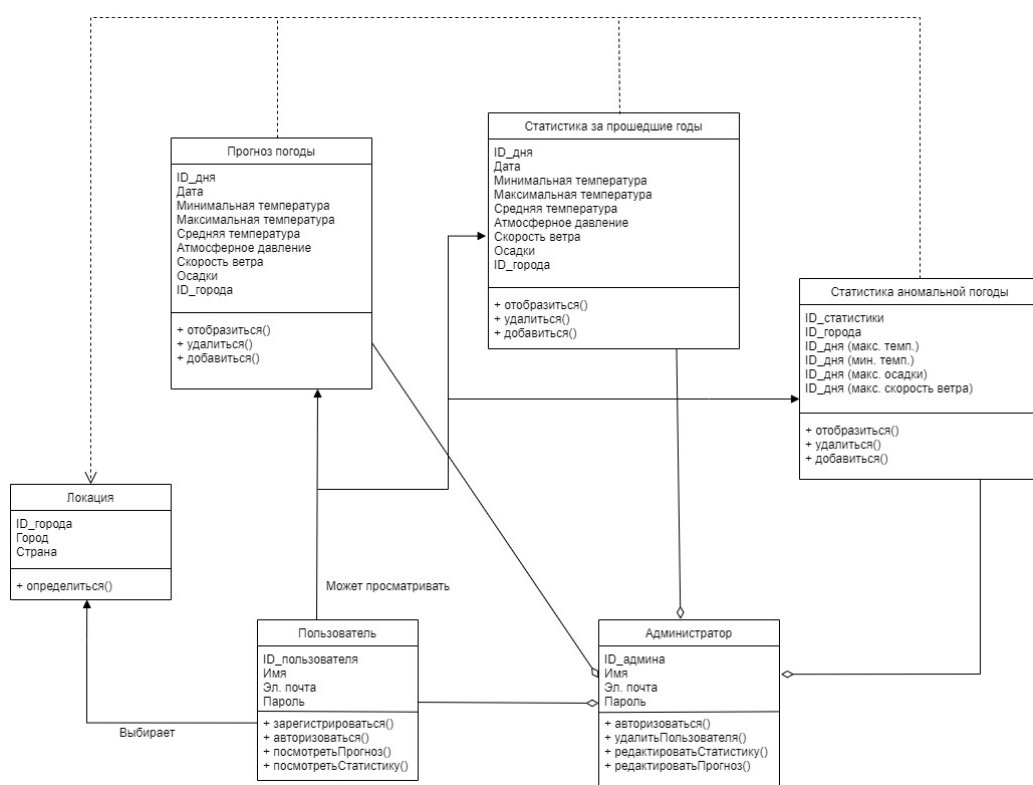 Статистика за прошедшие годы
ID_дня
Дата
Минимальная температура
Максимальная температура
Средняя температура
Атмосферное давление
Скорость ветра
Осадки
ID_города
+ отобразиться()
+ удалиться()
+ добавиться()
Прогноз погоды
ID_дня
Дата
Минимальная температура
Максимальная температура
Средняя температура
Атмосферное давление
Скорость ветра
Осадки
ID_города
+ отобразиться()
+ удалиться()
+ добавиться()
Статистика аномальной погоды
ID_статистики
ID_города
ID_дня (макс. темп.)
ID_дня (мин. темп.)
ID_дня (макс. осадки)
ID_дня (макс. скорость ветра)
+ отобразиться()
+ удалиться()
+ добавиться()
Локация
ID_города
Город
Страна
+ определиться()
Может просматривать
Выбирает
Пользователь
ID_пользователя
Имя
Эл. почта
Пароль
+ зарегистрироваться()
+ авторизоваться()
+ посмотретьПрогноз()
+ посмотретьСтатистику()
Администратор
ID_админа
Имя
Эл. почта
Пароль
+ авторизоваться()
+ удалитьПользователя()
+ редактироватьСтатистику()
+ редактироватьПрогноз()